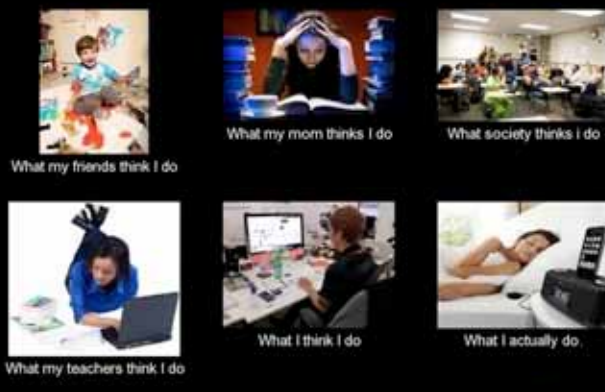 What my friends think I do
What my mom thinks I do
What society thinks i do
What my teachers think I do
What I think I do
What I actually do